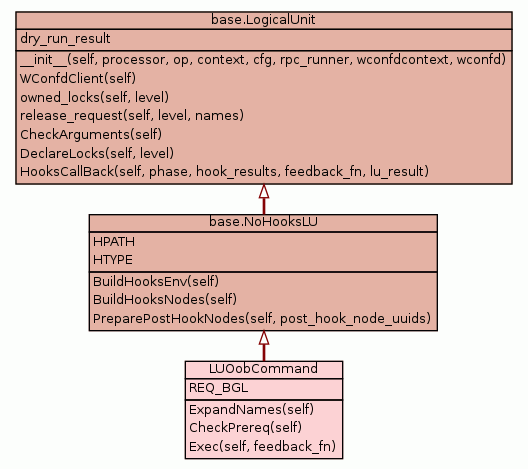 base.LogicalUnit
dry_run_result
__init__(self, processor, op, context, cfg, rpc_runner, wconfdcontext, wconfd)
WConfdClient(self)
owned_locks(self, level)
release_request(self, level, names)
CheckArguments(self)
DeclareLocks(self, level)
HooksCallBack(self, phase, hook_results, feedback_fn, lu_result)
base.NoHooksLU
HPATH
HTYPE
BuildHooksEnv(self)
BuildHooksNodes(self)
PreparePostHookNodes(self, post_hook_node_uuids)
LUOobCommand
REQ_BGL
ExpandNames(self)
CheckPrereq(self)
Exec(self, feedback_fn)